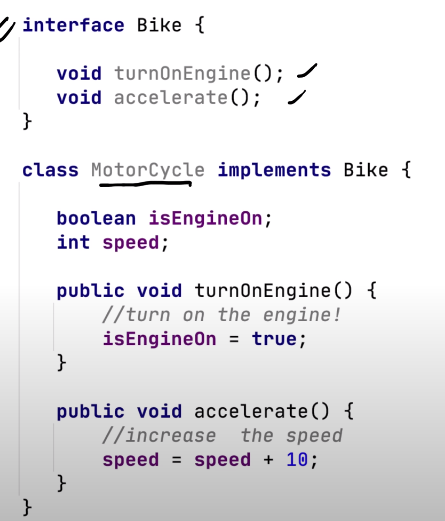 interface Bike {
void turnOnEngine();
void accelerate();
}
class MotorCycle implements Bike {
boolean isEngineOn;
int speed;
public void turnOnEngine() {
//turn on the engine!
isEngineOn = true;
}
public void accelerate() {
//increase  the speed
speed = speed + 10;
}
}